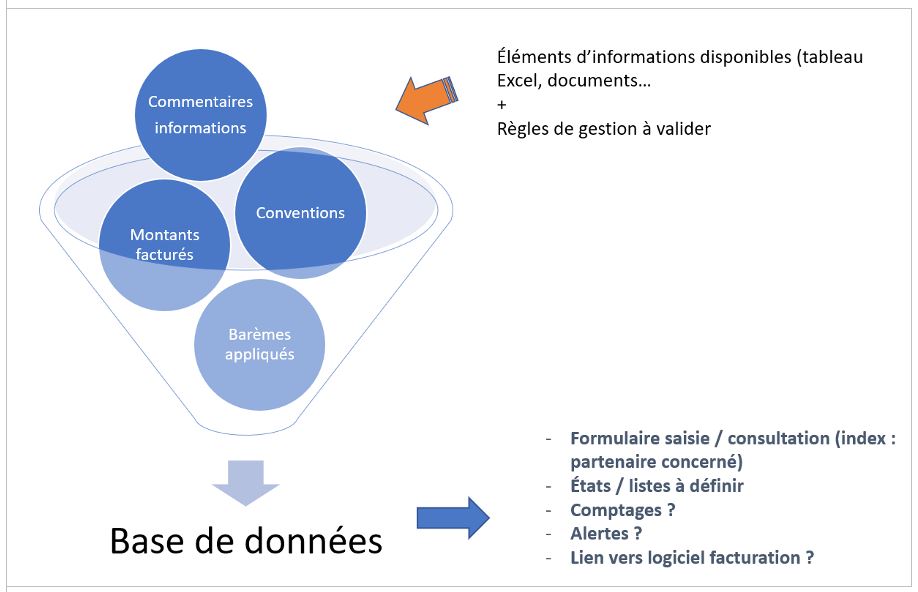 Éléments d’informations disponibles (tableau
Excel, documents…
+
Règles de gestion à valider
Commentaires
informations
Conventions
Montants
facturés
Barèmes
appliqués
Base de données
- Formulaire saisie / consultation (index :
partenaire concerné)
- États / listes à définir
- Comptages ?
- Alertes ?
- Lien vers logiciel facturation ?